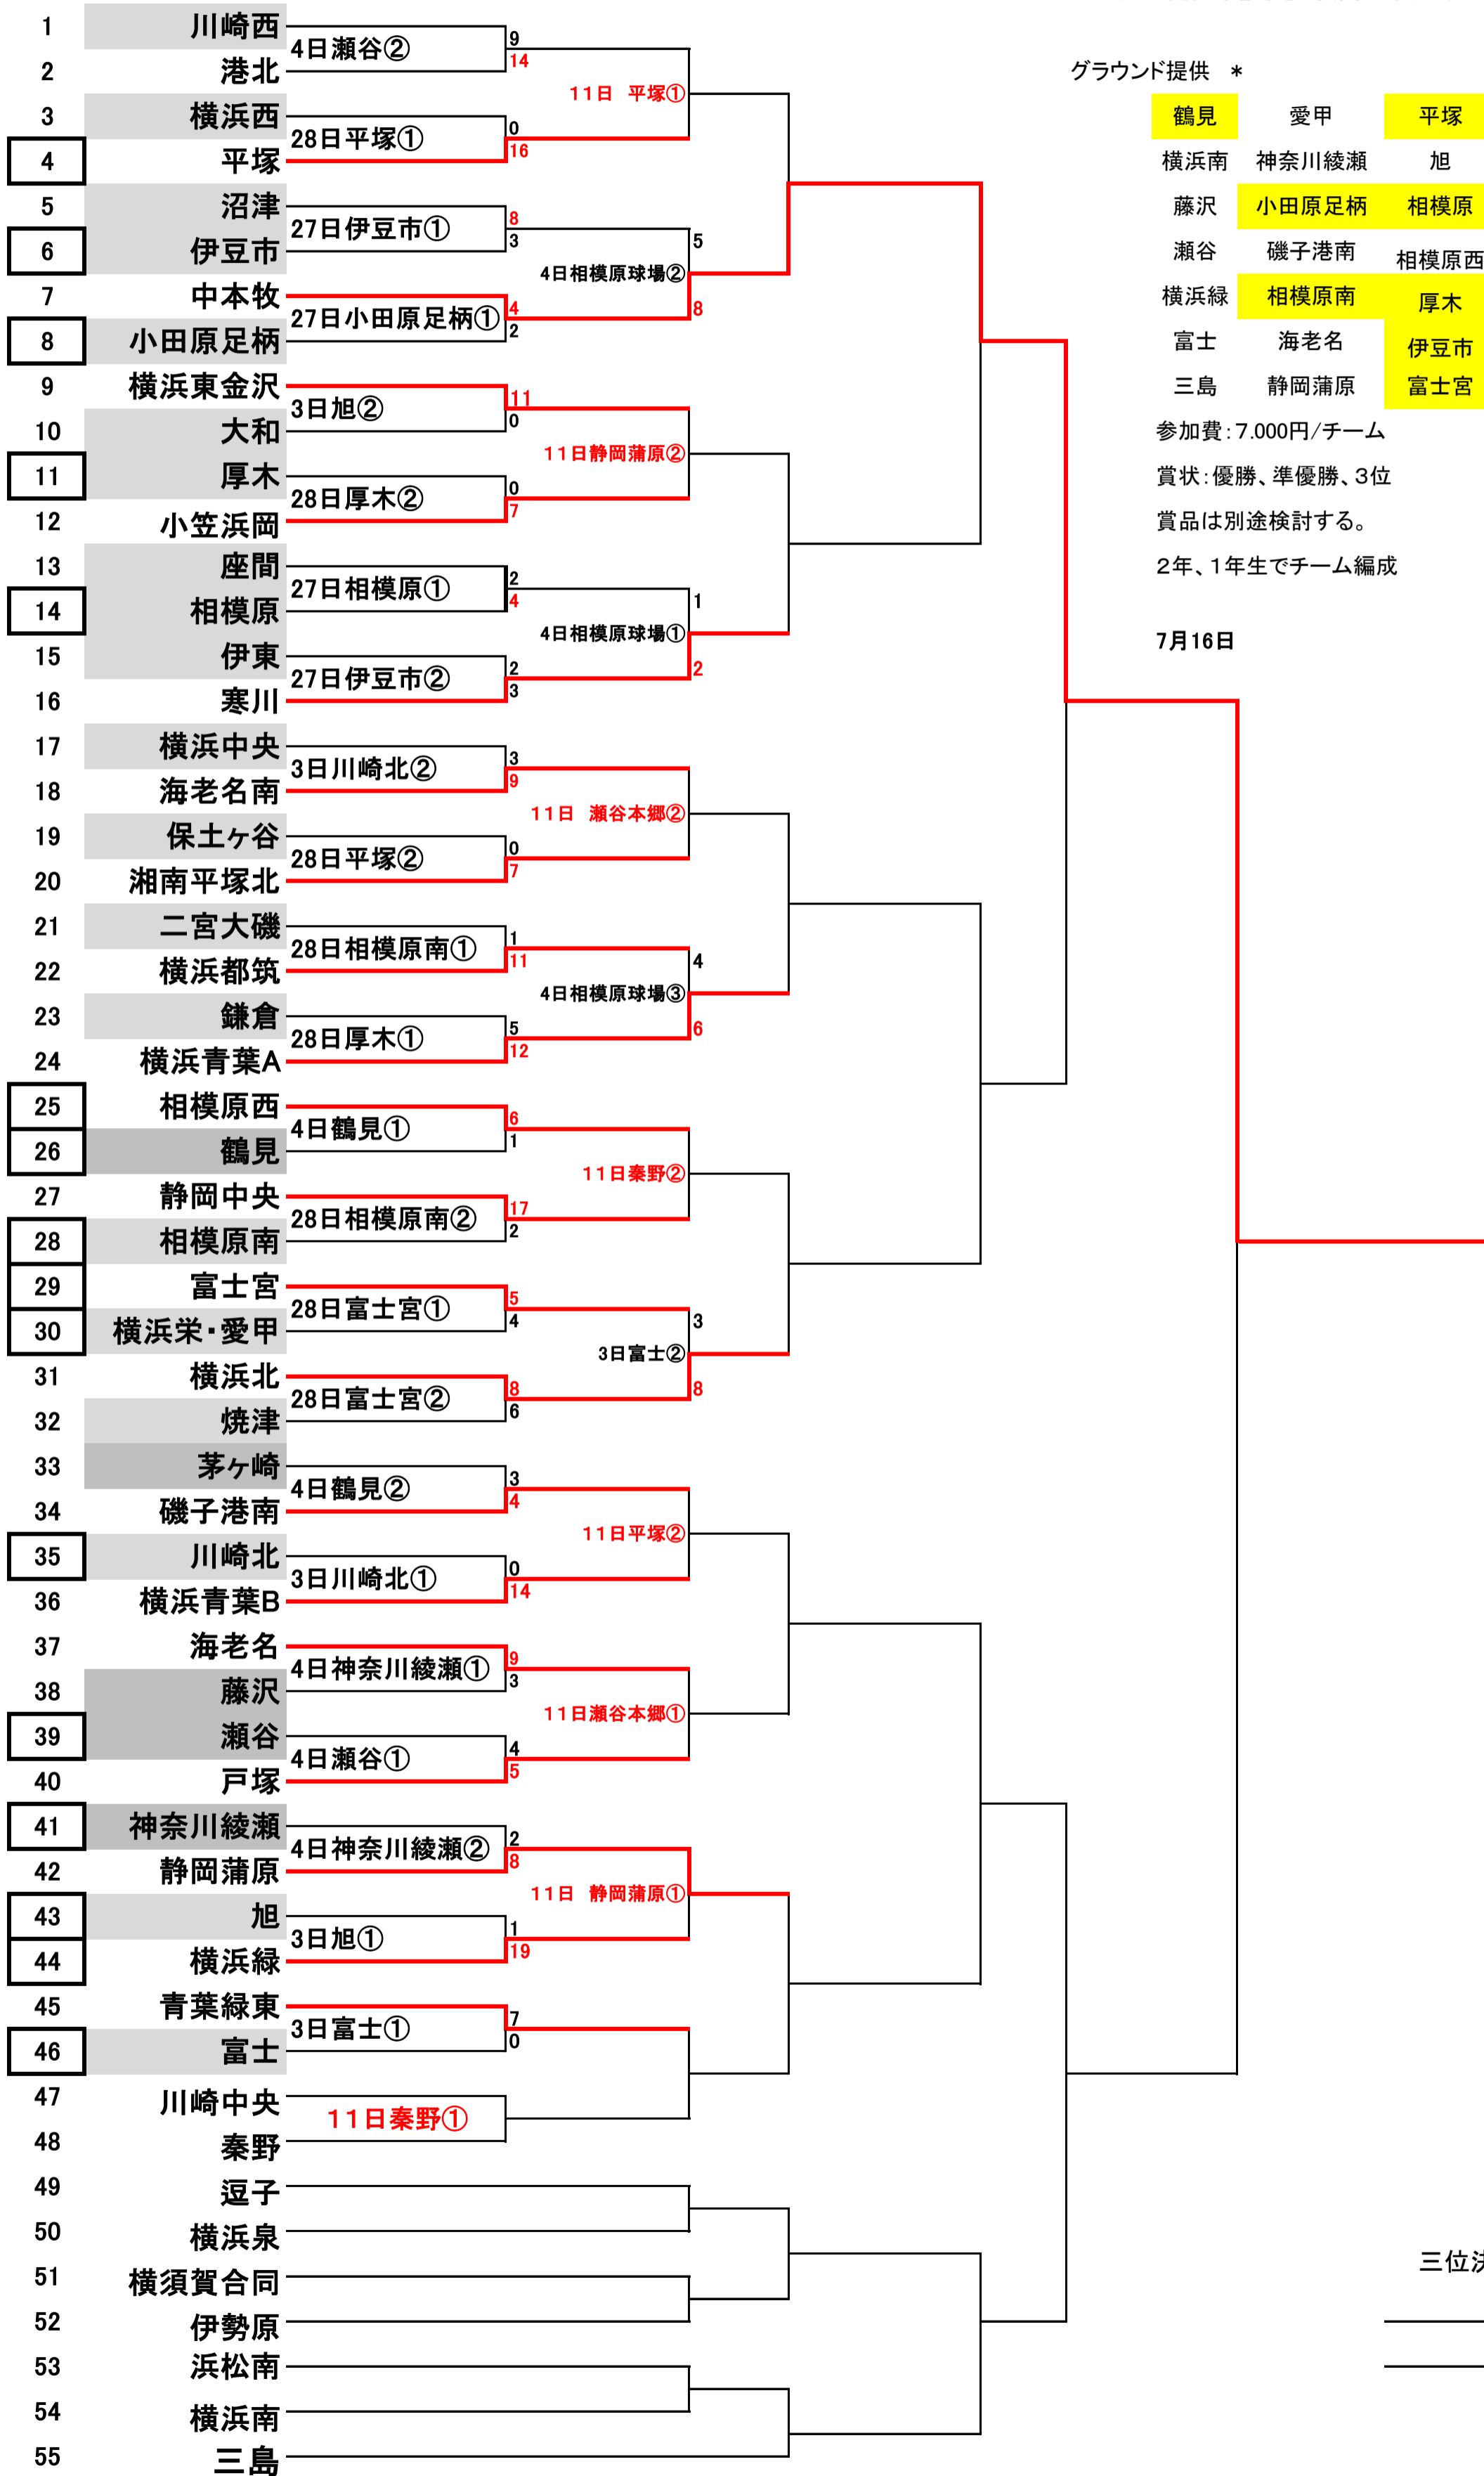 グラウンド提供　*
鶴見 愛甲 平塚
横浜南 神奈川綾瀬 旭
藤沢 小田原足柄 相模原
瀬谷 磯子港南 相模原西
横浜緑 相模原南 厚木
富士 海老名 伊豆市
三島 静岡蒲原 富士宮
参加費：7.000円/チーム
賞状：優勝、準優勝、3位
賞品は別途検討する。
2年、1年生でチーム編成
7月16日
1 川崎西
4日瀬谷② 9 14
2 港北
11日　平塚①
3 横浜西
28日平塚① 0 16
4 平塚
5 沼津
27日伊豆市① 8 3
6 伊豆市
4日相模原球場② 5 8
7 中本牧
27日小田原足柄① 4 2
8 小田原足柄
9 横浜東金沢
3日旭② 11 0
10 大和
11日静岡蒲原②
11 厚木
28日厚木② 0 7
12 小笠浜岡
13 座間
27日相模原① 2 4
14 相模原
4日相模原球場① 1 2
15 伊東
27日伊豆市② 2 3
16 寒川
17 横浜中央
3日川崎北② 3 9
18 海老名南
11日　瀬谷本郷②
19 保土ヶ谷
28日平塚② 0 7
20 湘南平塚北
21 二宮大磯
28日相模原南① 1 11
22 横浜都筑
4日相模原球場③ 4 6
23 鎌倉
28日厚木① 5 12
24 横浜青葉A
25 相模原西
4日鶴見① 6 1
26 鶴見
11日秦野②
27 静岡中央
28日相模原南② 17 2
28 相模原南
29 富士宮
28日富士宮① 5 4
30 横浜栄・愛甲
3日富士② 3 8
31 横浜北
28日富士宮② 8 6
32 焼津
33 茅ヶ崎
4日鶴見② 3 4
34 磯子港南
11日平塚②
35 川崎北
3日川崎北① 0 14
36 横浜青葉B
37 海老名
4日神奈川綾瀬① 9 3
38 藤沢
11日瀬谷本郷①
39 瀬谷
4日瀬谷① 4 5
40 戸塚
41 神奈川綾瀬
4日神奈川綾瀬② 2 8
42 静岡蒲原
11日　静岡蒲原①
43 旭
3日旭① 1 19
44 横浜緑
45 青葉緑東
3日富士① 7 0
46 富士
47 川崎中央
11日秦野①
48 秦野
49 逗子
50 横浜泉
51 横須賀合同
三位決
52 伊勢原
53 浜松南
54 横浜南
55 三島